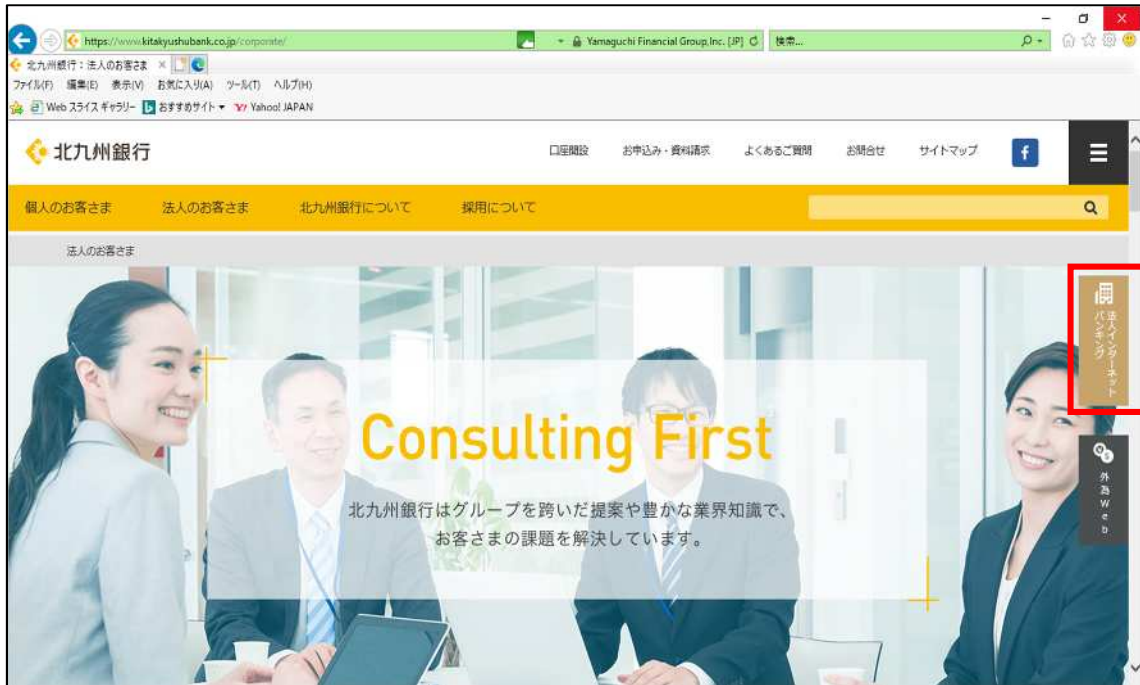 https://www.kitakyushubank.co.jp/corporate/
Yamaguchi Financial Group,Inc. [JP]
検索...
北九州銀行：法人のお客さま
ファイル(F) 編集(E) 表示(V) お気に入り(A) ツール(T) ヘルプ(H)
Web スライス ギャラリー おすすめサイト Yahoo! JAPAN
北九州銀行
口座開設 お申込み・資料請求 よくあるご質問 お問合せ サイトマップ
個人のお客さま 法人のお客さま 北九州銀行について 採用について
法人のお客さま
法人インターネット
バンキング
Consulting First
北九州銀行はグループを跨いだ提案や豊かな業界知識で、
お客さまの課題を解決しています。
外為Web